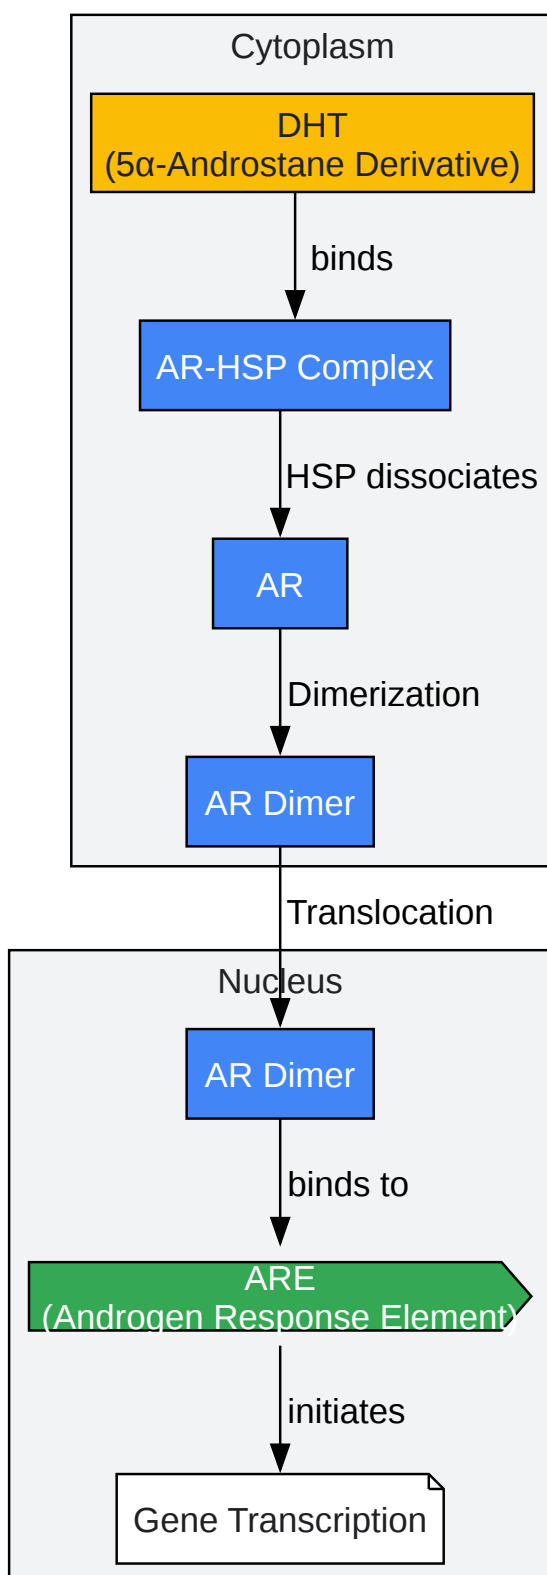 Cytoplasm
DHT
(5α-Androstane Derivative)
binds
AR-HSP Complex
HSP dissociates
AR
Dimerization
AR Dimer
Translocation
Nucleus
AR Dimer
binds to
ARE
(Androgen Response Element)
initiates
Gene Transcription